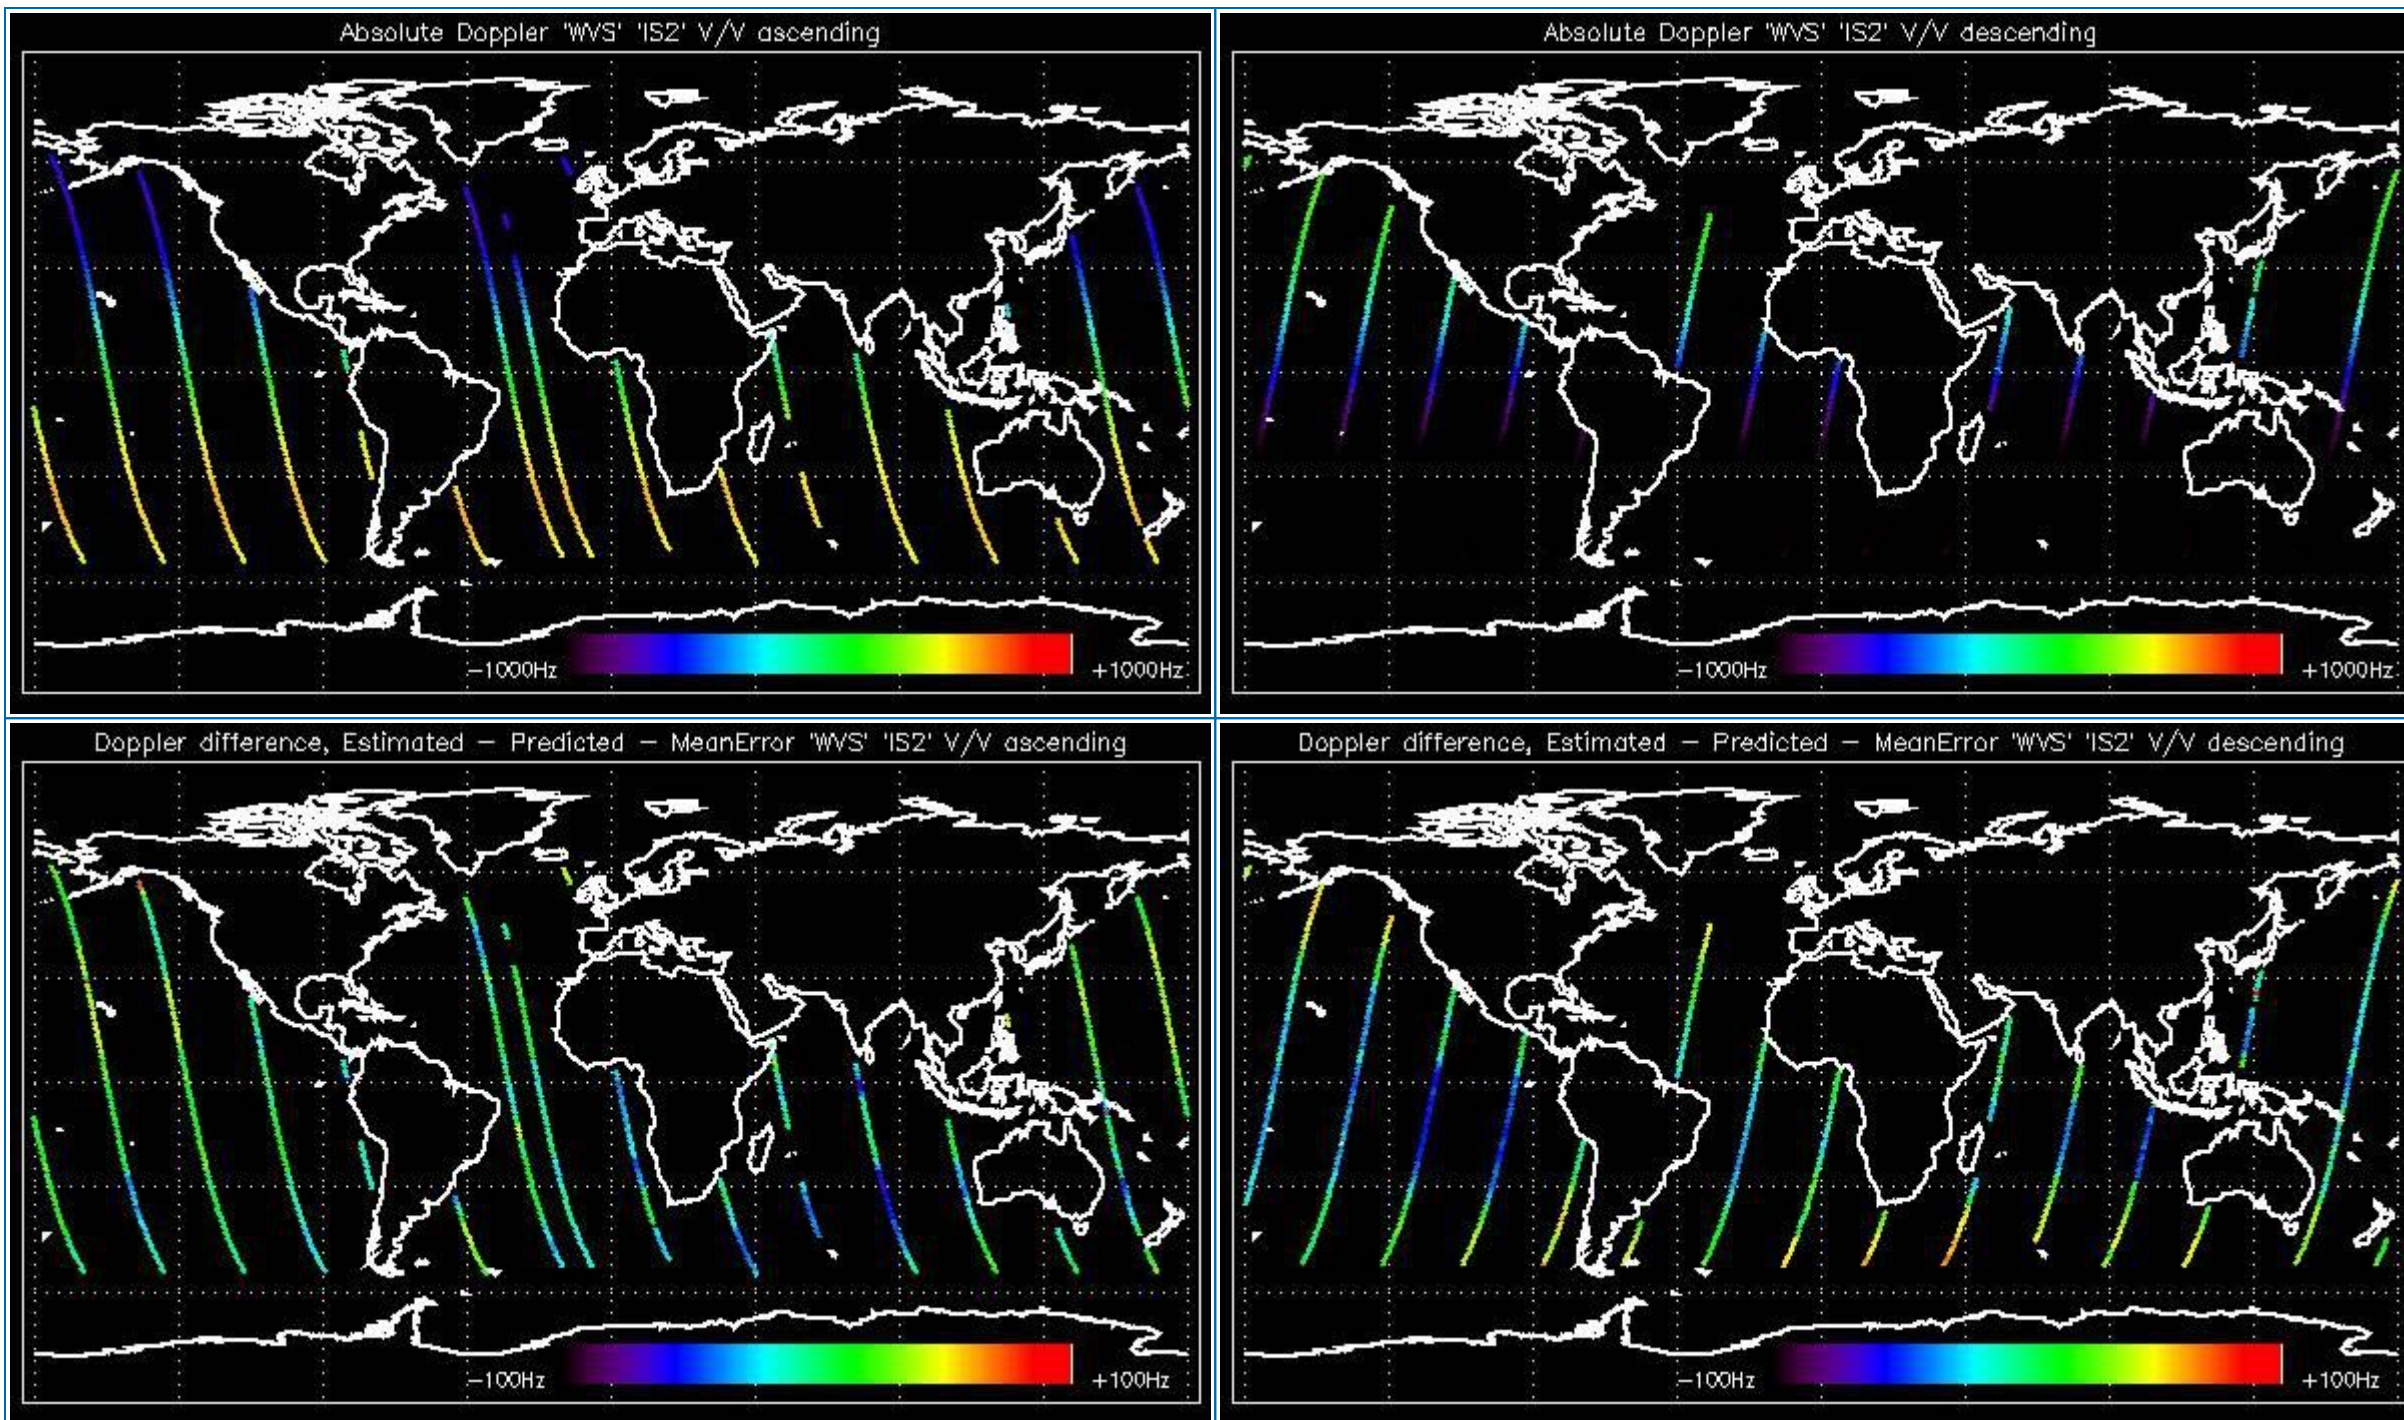 Absolute Doppler 'WVS' 'IS2' V/V ascending
−1000Hz
+1000Hz
Absolute Doppler 'WVS' 'IS2' V/V descending
−1000Hz
+1000Hz
Doppler difference, Estimated − Predicted − MeanError 'WVS' 'IS2' V/V ascending
−100Hz
+100Hz
Doppler difference, Estimated − Predicted − MeanError 'WVS' 'IS2' V/V descending
−100Hz
+100Hz